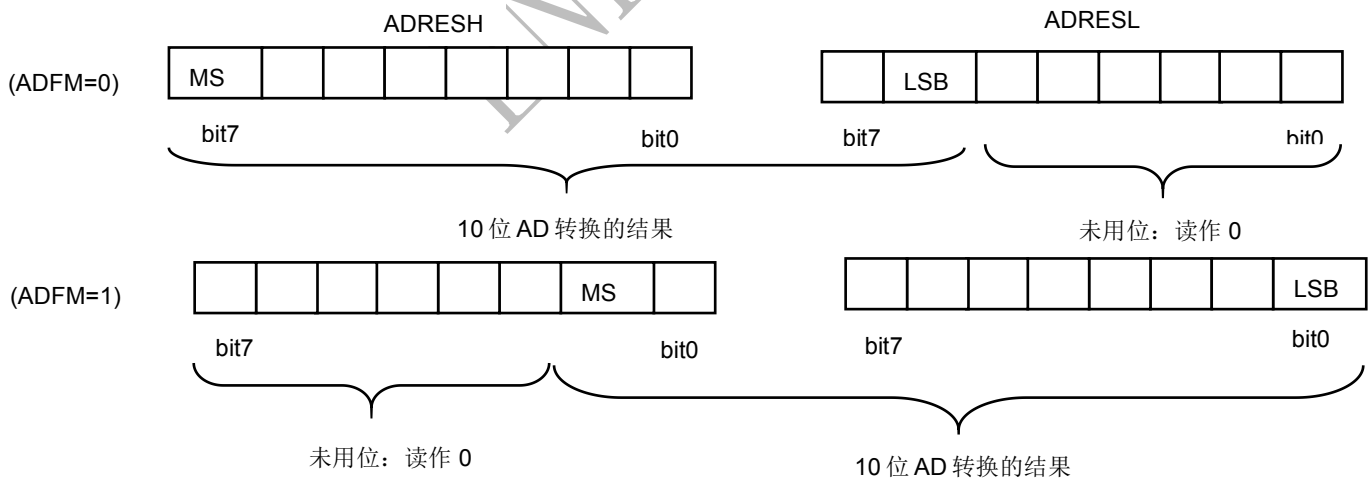 ADRESH ADRESL
(ADFM=0) MS LSB
bit7 bit0 bit7 bit0
10 位 AD 转换的结果 未用位：读作 0
(ADFM=1) MS LSB
bit7 bit0 bit7 bit0
未用位：读作 0 10 位 AD 转换的结果